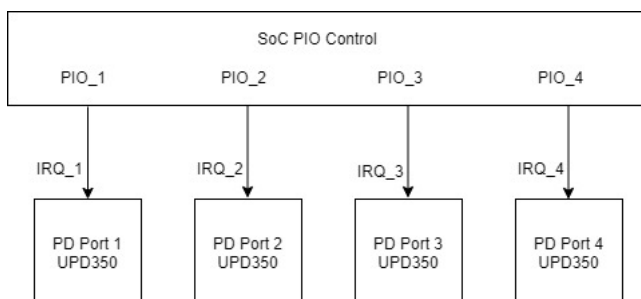 SoC PIO Control
PIO_1 PIO_2 PIO_3 PIO_4
IRQ_1 IRQ_2 IRQ_3 IRQ_4
PD Port 1 PD Port 2 PD Port 3 PD Port 4
UPD350 UPD350 UPD350 UPD350